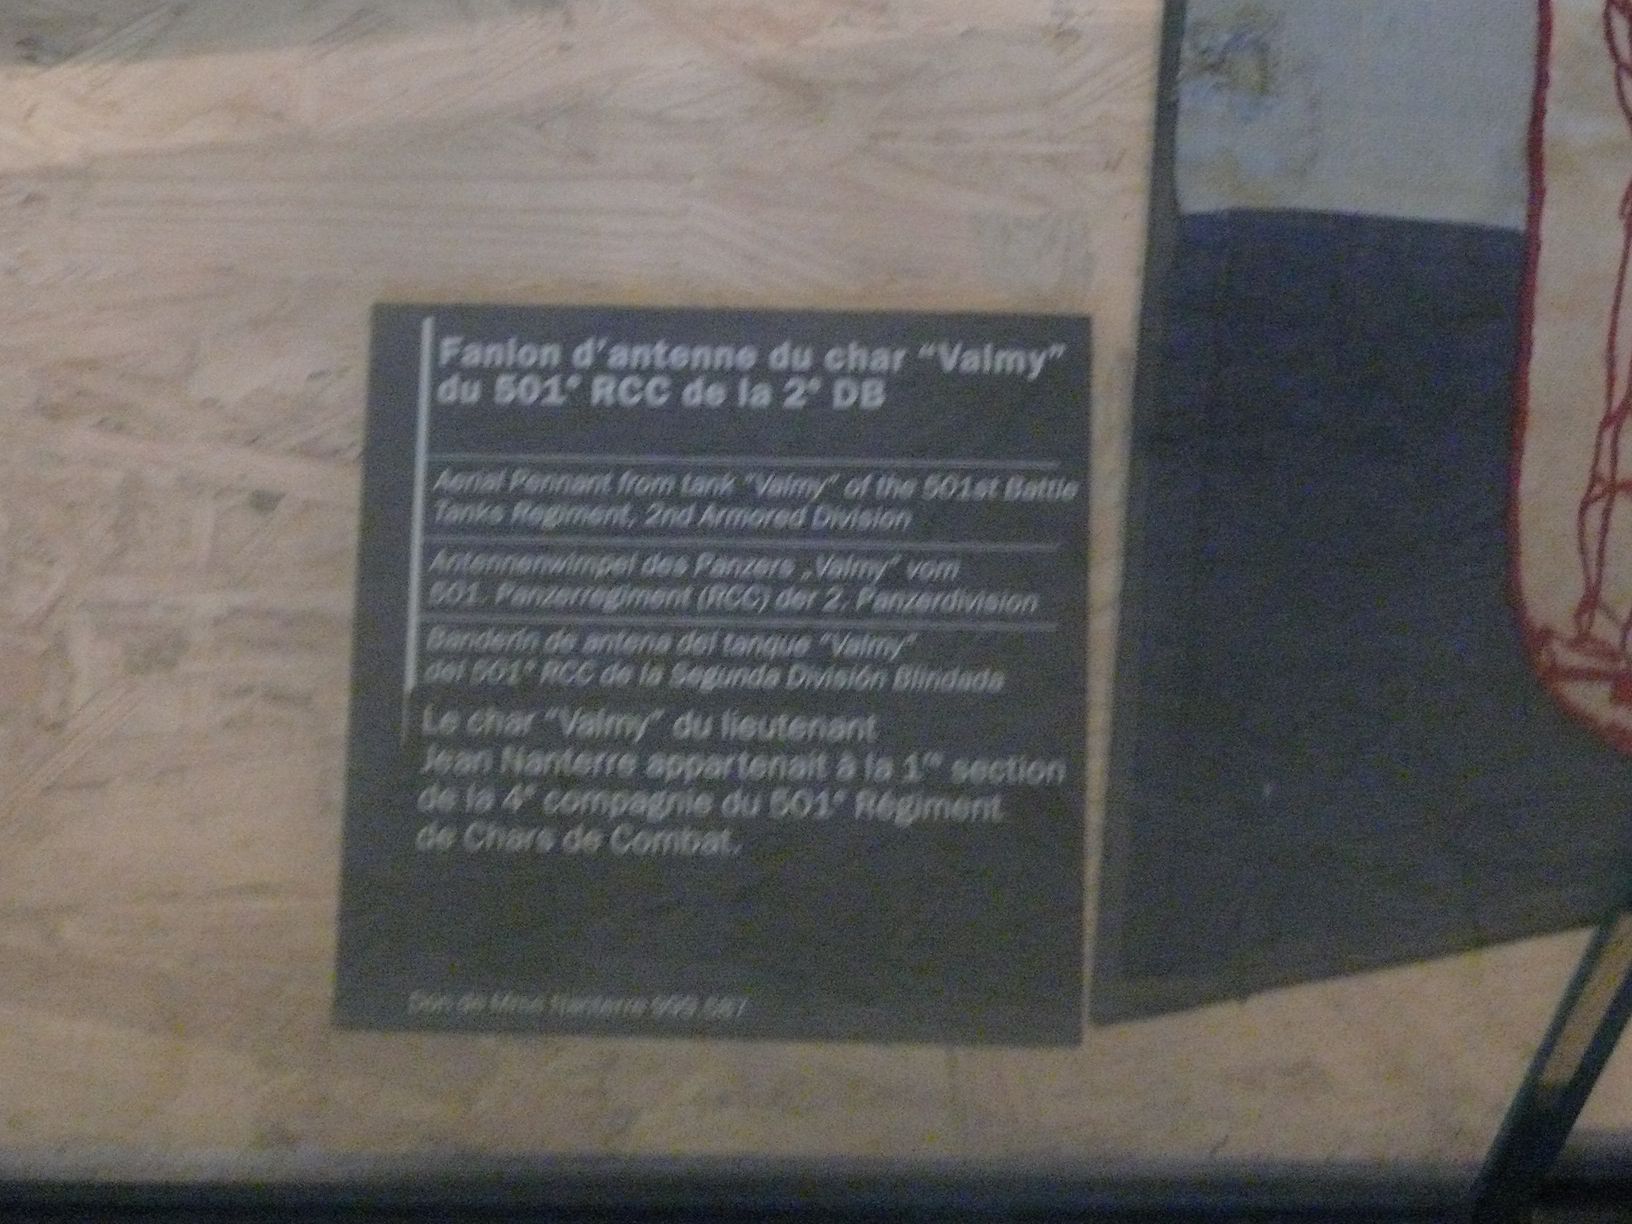 Fanion d'antenne du char “Valmy”
du 501e RCC de la 2e DB
Aerial Pennant from tank “Valmy” of the 501st Battle
Tanks Regiment, 2nd Armored Division
Antennenwimpel des Panzers „Valmy” vom
501. Panzerregiment (RCC) der 2. Panzerdivision
Banderín de antena del tanque “Valmy”
del 501° RCC de la Segunda División Blindada
Le char “Valmy” du lieutenant
Jean Nanterre appartenait à la 1re section
de la 4e compagnie du 501e Régiment
de Chars de Combat.
Don de Mme Nanterre